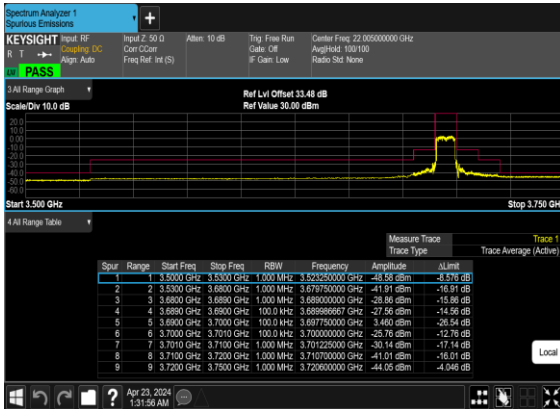 Spectrum Analyzer 1
Spurious Emissions
+
KEYSIGHT Input: RF Input Z: 50 Ω Atten: 10 dB Trig: Free Run Center Freq: 22.005000000 GHz
R T Coupling: DC Corr CCorr Gate: Off Avg|Hold: 100/100
Align: Auto Freq Ref: Int (S) IF Gain: Low Radio Std: None
LXI PASS
3 All Range Graph
Ref Lvl Offset 33.48 dB
Scale/Div 10.0 dB Ref Value 30.00 dBm
20.0
10.0
0.00
-10.0
-20.0
-30.0
-40.0
-50.0
-60.0
Start 3.500 GHz Stop 3.750 GH
4 All Range Table
Measure Trace Trace 1
Trace Type Trace Average (Active)
Spur Range Start Freq Stop Freq RBW Frequency Amplitude ΔLimit
1 1 3.5000 GHz 3.5300 GHz 1.000 MHz 3.523250000 GHz -48.58 dBm -8.576 dB
2 2 3.5300 GHz 3.6800 GHz 1.000 MHz 3.679750000 GHz -41.91 dBm -16.91 dB
3 3 3.6800 GHz 3.6890 GHz 1.000 MHz 3.689000000 GHz -28.86 dBm -15.86 dB
4 4 3.6890 GHz 3.6900 GHz 100.0 kHz 3.689986667 GHz -27.56 dBm -14.56 dB
5 5 3.6900 GHz 3.7000 GHz 100.0 kHz 3.697750000 GHz 3.460 dBm -26.54 dB
6 6 3.7000 GHz 3.7010 GHz 100.0 kHz 3.700000000 GHz -25.76 dBm -12.76 dB
7 7 3.7010 GHz 3.7100 GHz 1.000 MHz 3.701225000 GHz -30.14 dBm -17.14 dB
8 8 3.7100 GHz 3.7200 GHz 1.000 MHz 3.710700000 GHz -41.01 dBm -16.01 dB
9 9 3.7200 GHz 3.7500 GHz 1.000 MHz 3.720600000 GHz -44.05 dBm -4.046 dB
Local
? Apr 23, 2024
1:31:56 AM